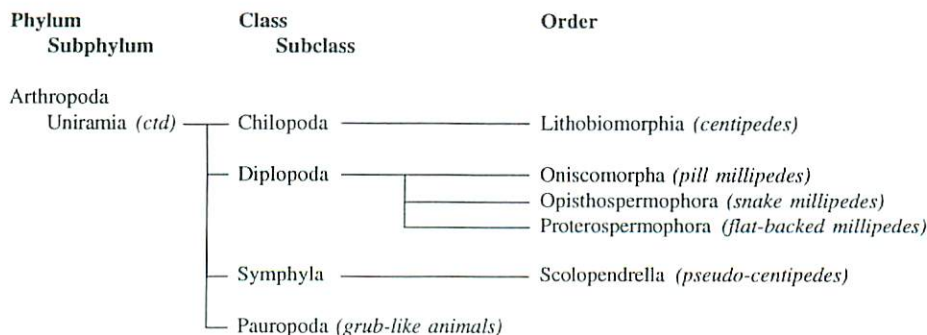 Phylum Class Order
Subphylum Subclass
Arthropoda
Uniramia (ctd) Chilopoda Lithobiomorphia (centipedes)
Diplopoda Oniscomorpha (pill millipedes)
Opisthospermophora (snake millipedes)
Proterospermophora (flat-backed millipedes)
Symphyla Scolopendrella (pseudo-centipedes)
Pauropoda (grub-like animals)